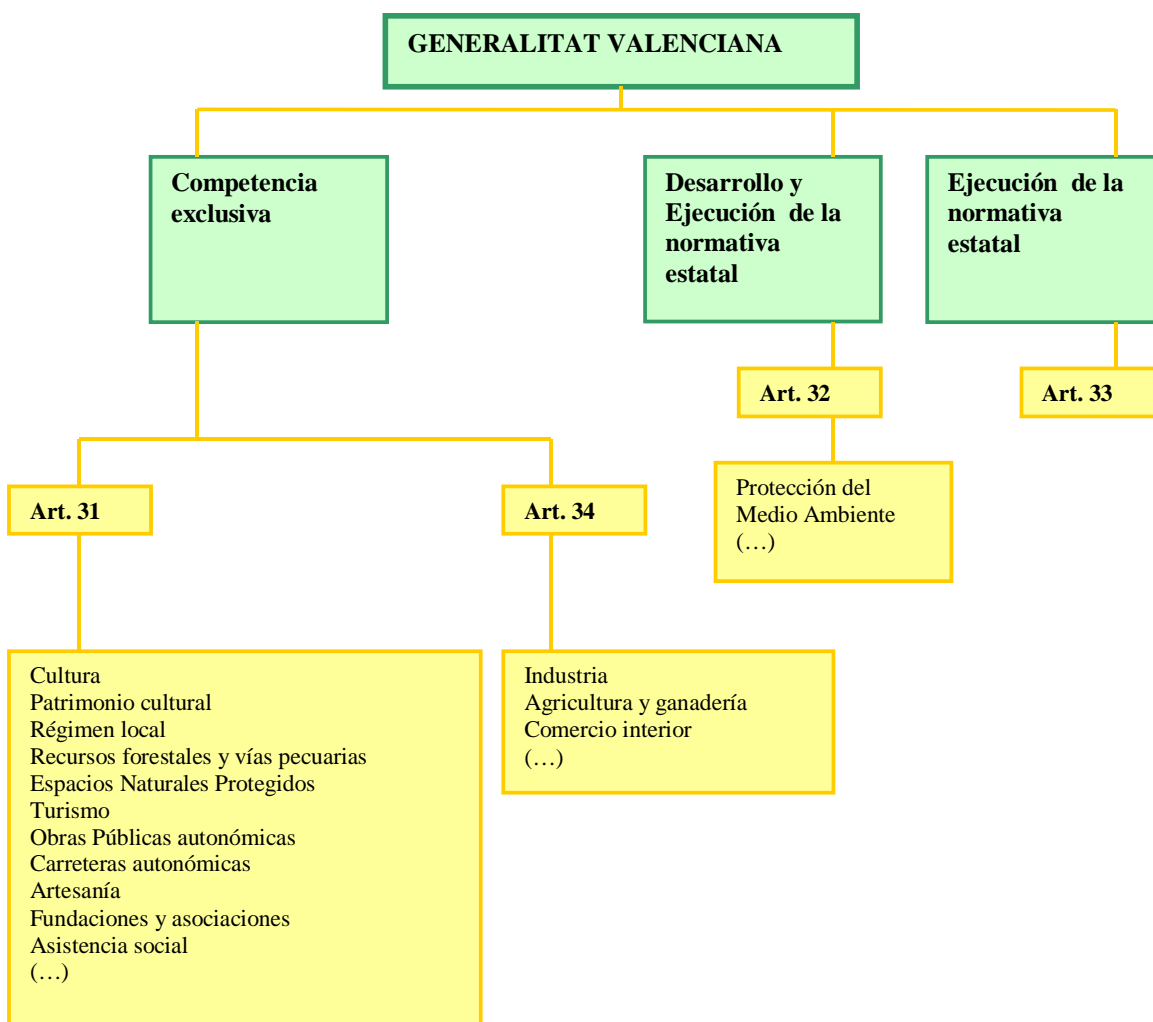 GENERALITAT VALENCIANA
Competencia
exclusiva
Desarrollo y
Ejecución de la
normativa
estatal
Ejecución de la
normativa
estatal
Art. 32
Art. 33
Protección del
Medio Ambiente
(…)
Art. 31
Art. 34
Cultura
Patrimonio cultural
Régimen local
Recursos forestales y vías pecuarias
Espacios Naturales Protegidos
Turismo
Obras Públicas autonómicas
Carreteras autonómicas
Artesanía
Fundaciones y asociaciones
Asistencia social
(…)
Industria
Agricultura y ganadería
Comercio interior
(…)